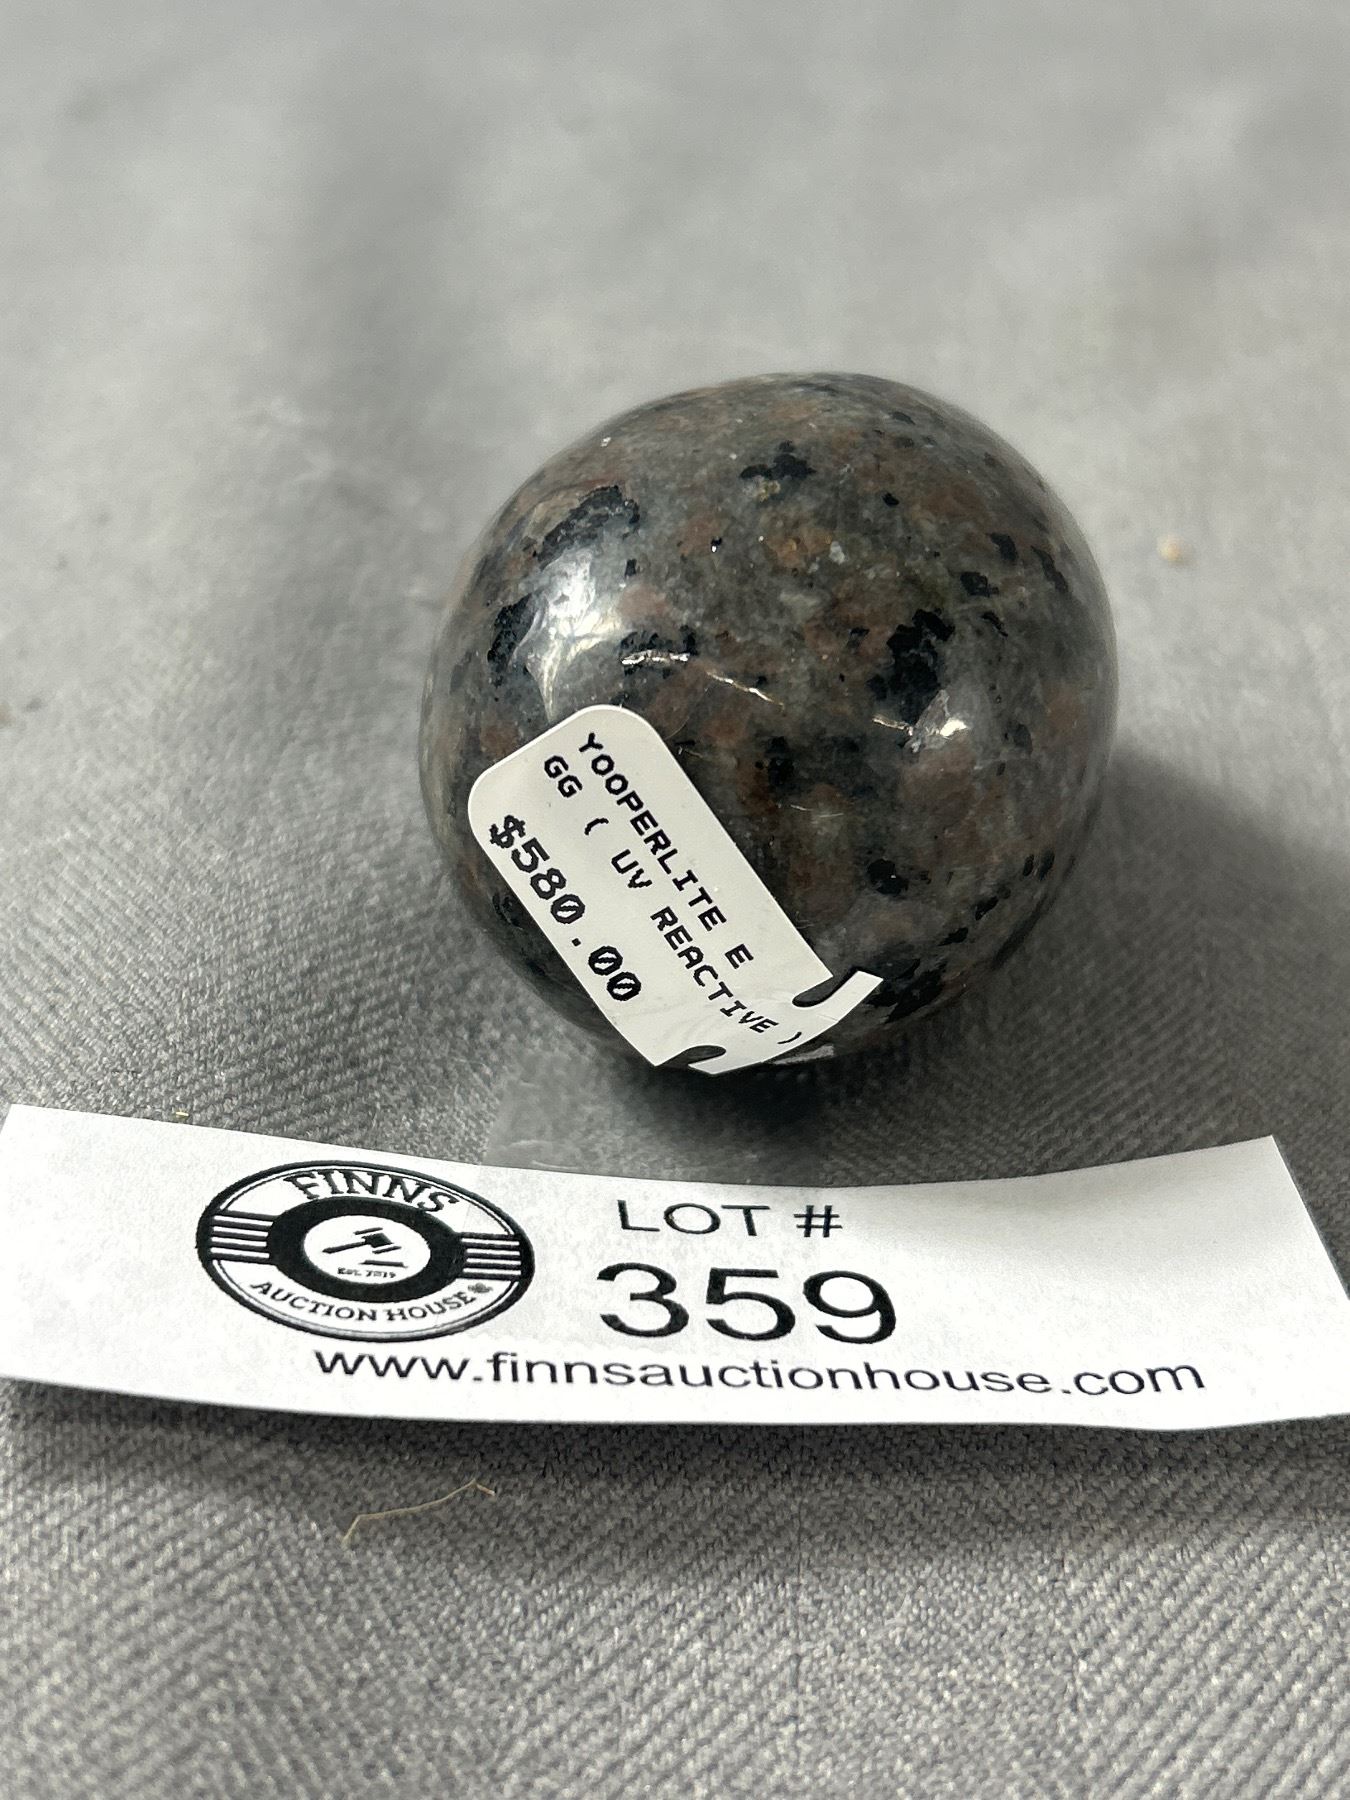 YOOPERLITE E
GG ( UV REACTIVE )
$580.00
FINNS
AUCTION HOUSE
LOT #
359
www.finnsauctionhouse.com